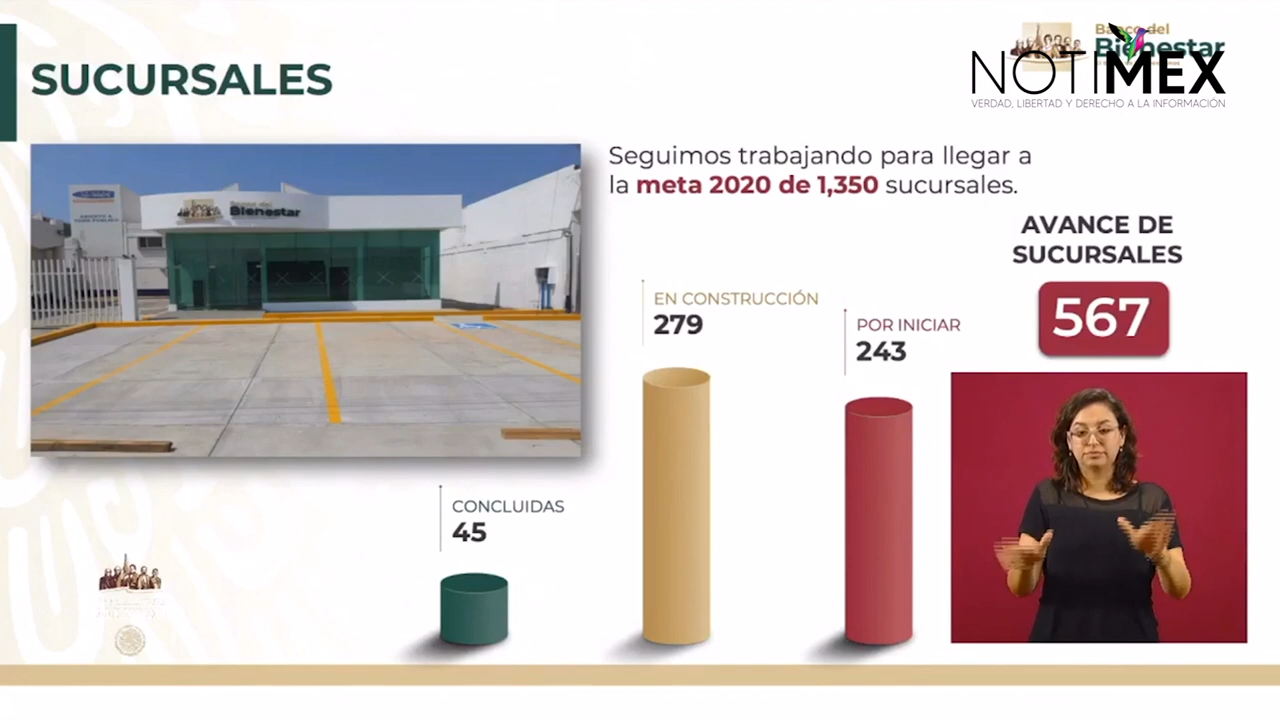 SUCURSALES
Banco del
Bienestar
NOTIMEX
VERDAD, LIBERTAD Y DERECHO A LA INFORMACIÓN
Seguimos trabajando para llegar a
la meta 2020 de 1,350 sucursales.
AVANCE DE
SUCURSALES
567
EN CONSTRUCCIÓN
279
POR INICIAR
243
CONCLUIDAS
45
Bienestar